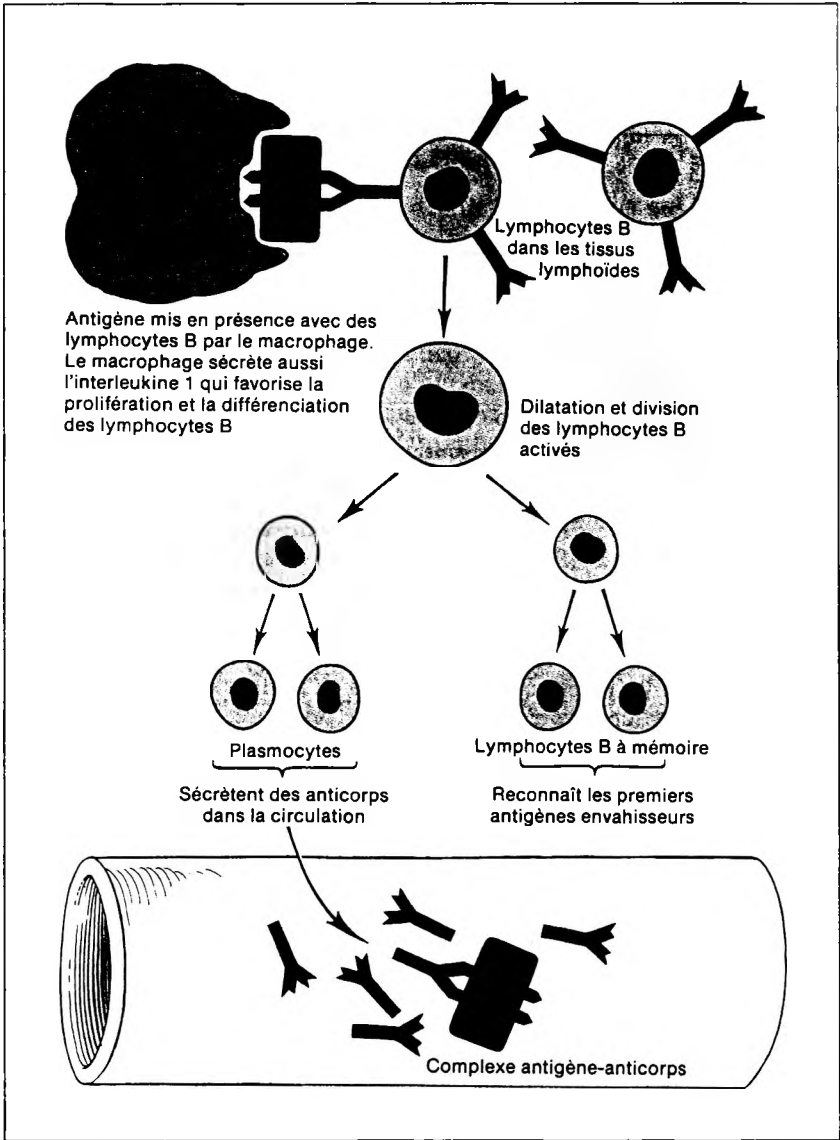 Lymphocytes B
dans les tissus
lymphoïdes
Antigène mis en présence avec des
lymphocytes B par le macrophage.
Le macrophage sécrète aussi
l'interleukine 1 qui favorise la
prolifération et la différenciation
des lymphocytes B
Dilatation et division
des lymphocytes B
activés
Plasmocytes
Lymphocytes B à mémoire
Sécrètent des anticorps
dans la circulation
Reconnaît les premiers
antigènes envahisseurs
Complexe antigène-anticorps